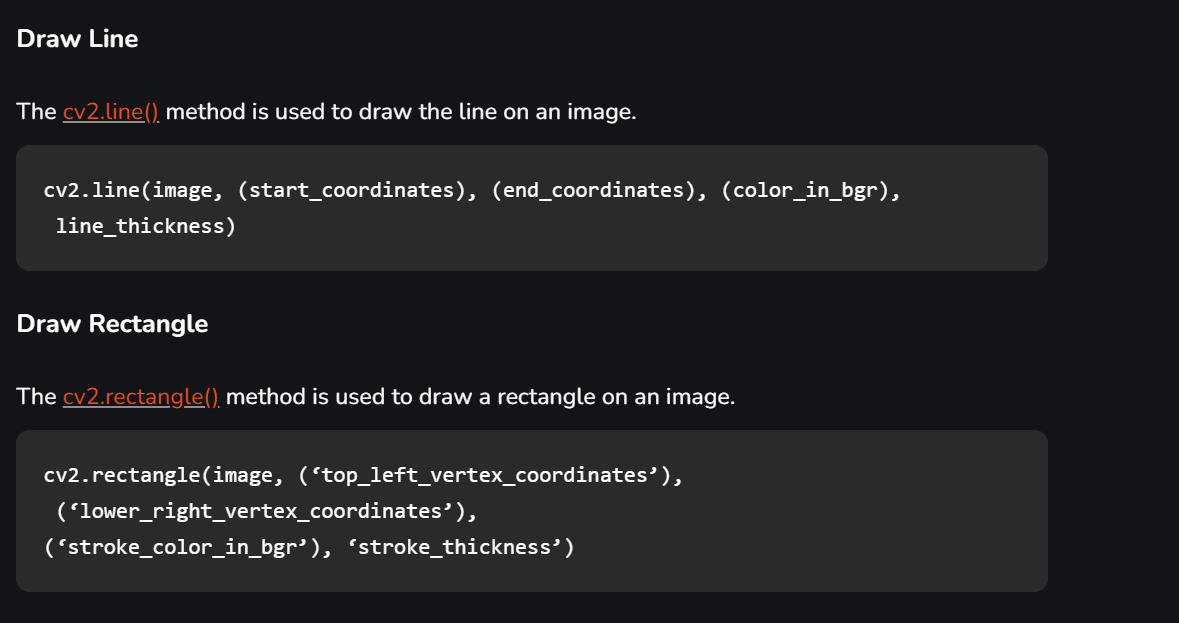 Draw Line
The cv2.line() method is used to draw the line on an image.
cv2.line(image, (start_coordinates), (end_coordinates), (color_in_bgr),
line_thickness)
Draw Rectangle
The cv2.rectangle() method is used to draw a rectangle on an image.
cv2.rectangle(image, (‘top_left_vertex_coordinates’),
(‘lower_right_vertex_coordinates’),
(‘stroke_color_in_bgr’), ‘stroke_thickness’)